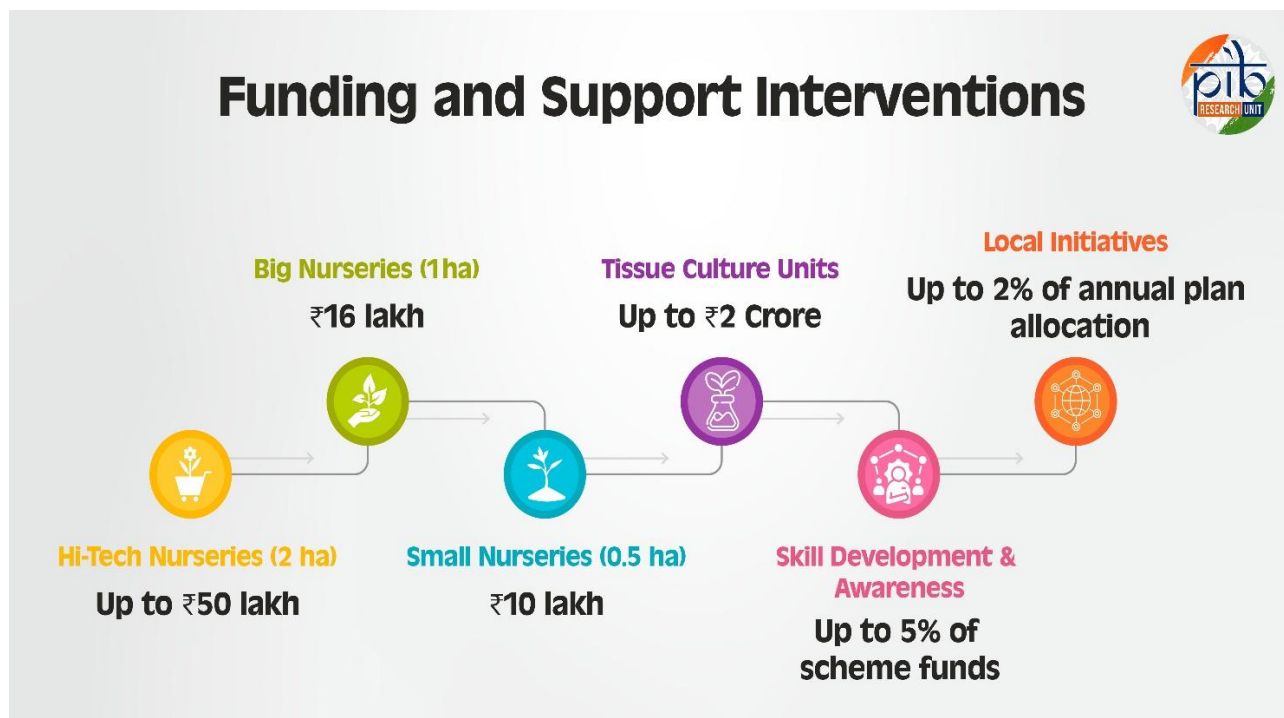 Funding and Support Interventions
pib
RESEARCH UNIT
Hi-Tech Nurseries (2 ha)
Up to ₹50 lakh
Big Nurseries (1ha)
₹16 lakh
Small Nurseries (0.5 ha)
₹10 lakh
Tissue Culture Units
Up to ₹2 Crore
Skill Development &
Awareness
Up to 5% of
scheme funds
Local Initiatives
Up to 2% of annual plan
allocation